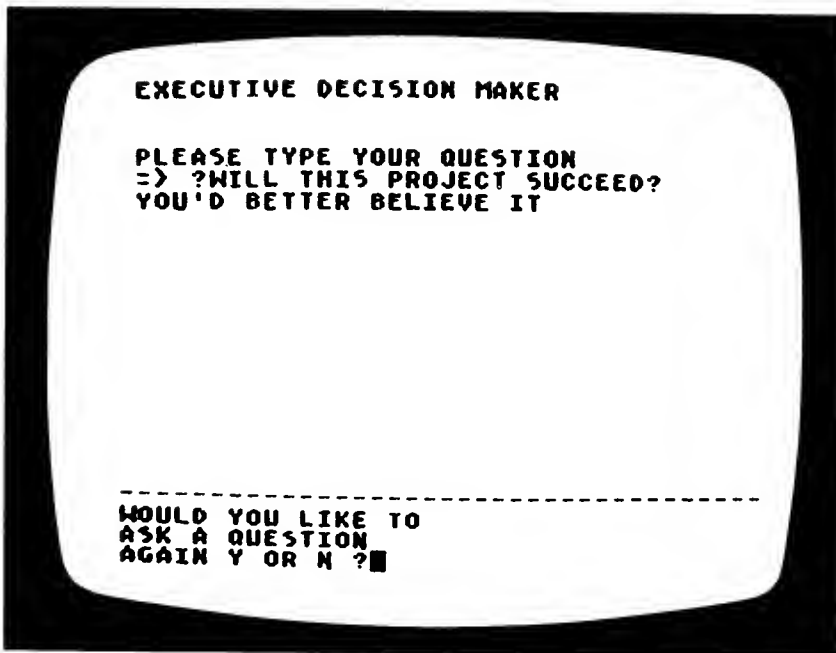 EXECUTIVE DECISION MAKER
PLEASE TYPE YOUR QUESTION
=> ?WILL THIS PROJECT SUCCEED?
YOU'D BETTER BELIEVE IT
----------------------------------------
WOULD YOU LIKE TO
ASK A QUESTION
AGAIN Y OR N ?